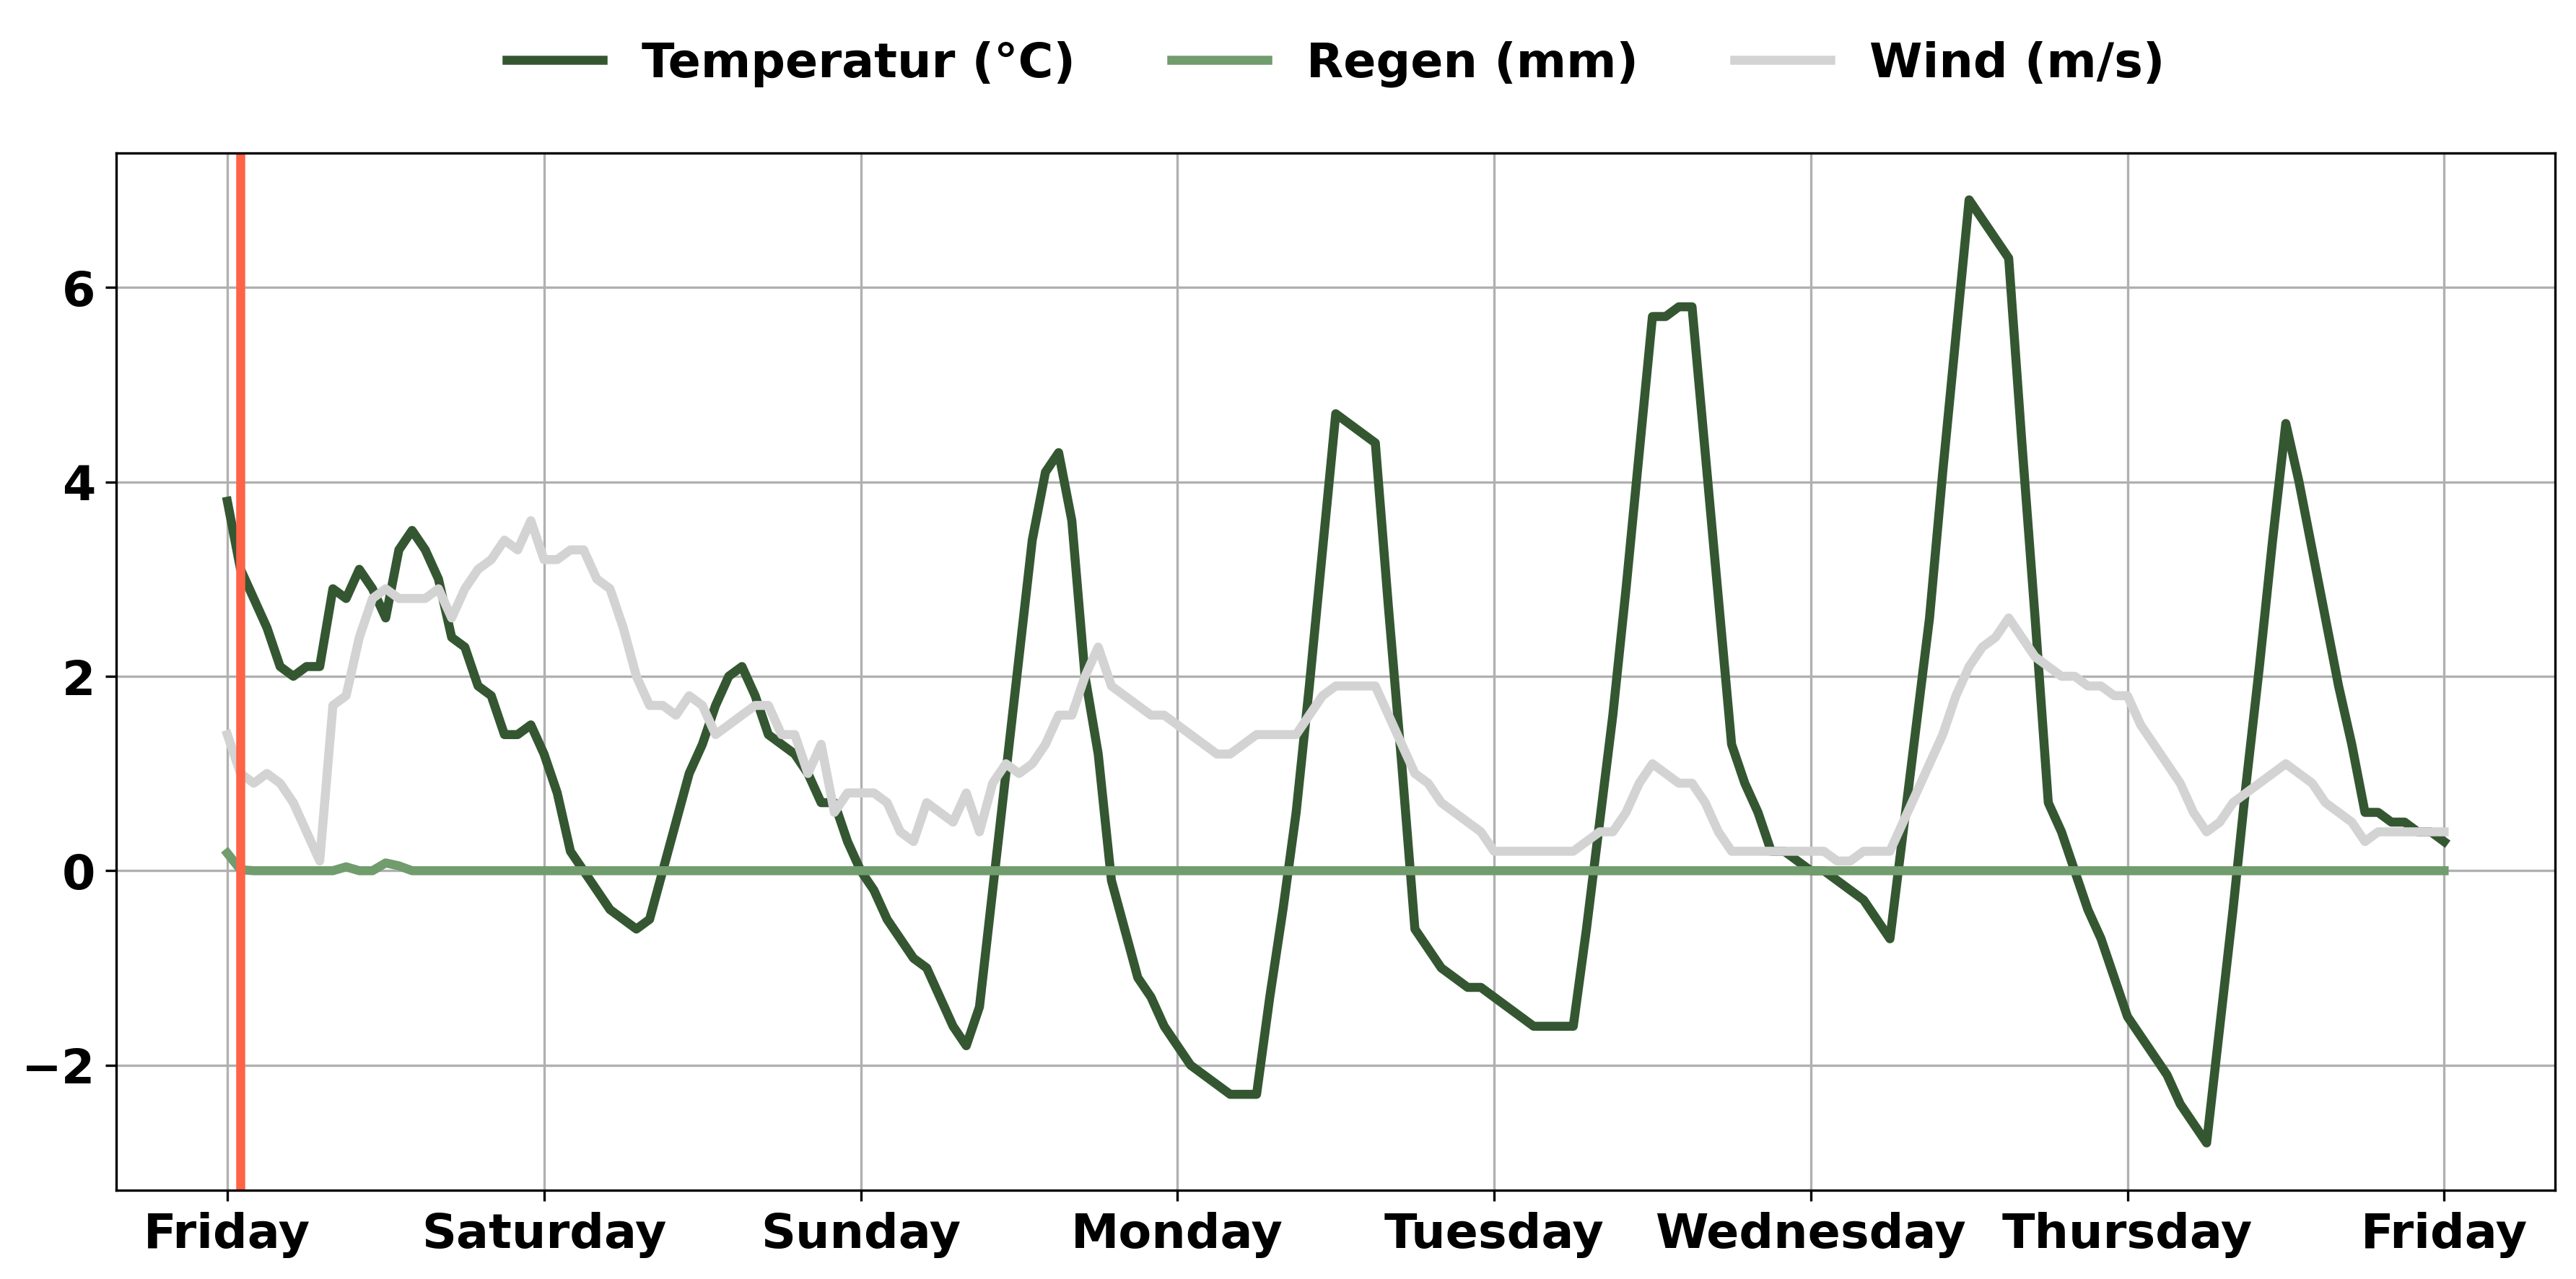 Temperatur (°C) Regen (mm) Wind (m/s)
6
4
2
0
−2
Friday Saturday Sunday Monday Tuesday Wednesday Thursday Friday